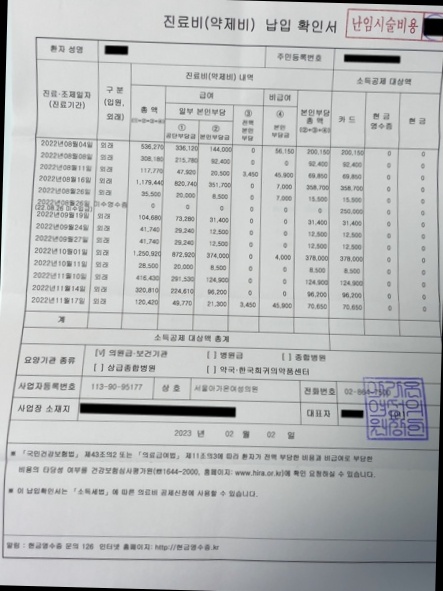 진료비(약제비) 납입 확인서
난임시술비용
환자 성명 주민등록번호
진료·조제일자 (진료기간) 구 분 (입원, 외래) 진료비(약제비) 내역 소득공제 대상액
총 액 급여 비급여 본인부담 총액 카 드 현 금 영수증 현 금
일부 본인부담 ③ 전액 본인 부담 ④ 본인 부담금
① 공단부담금 ② 본인부담금
2022년08월04일 외래 536,270 336,120 144,000 0 56,150 200,150 200,150 0 0
2022년08월08일 외래 308,180 215,780 92,400 0 0 92,400 92,400 0 0
2022년08월11일 외래 117,770 47,920 20,500 3,450 45,900 69,850 69,850 0 0
2022년08월16일 외래 1,179,440 820,740 351,700 0 7,000 358,700 358,700 0 0
2022년08월26일 외래 35,500 20,000 8,500 0 7,000 15,500 15,500 0 0
2022년08월26일 미수영수증 0 0 0 0 0 0 250,000 0 0
(22.08.26 미수입금)
2022년09월19일 외래 104,680 73,280 31,400 0 0 31,400 31,400 0 0
2022년09월24일 외래 41,740 29,240 12,500 0 0 12,500 12,500 0 0
2022년09월27일 외래 41,740 29,240 12,500 0 0 12,500 12,500 0 0
2022년10월01일 외래 1,250,920 872,920 374,000 0 4,000 378,000 378,000 0 0
2022년10월11일 외래 28,500 20,000 8,500 0 0 8,500 8,500 0 0
2022년11월10일 외래 416,430 291,530 124,900 0 0 124,900 124,900 0 0
2022년11월14일 외래 320,810 224,610 96,200 0 0 96,200 96,200 0 0
2022년11월17일 외래 120,420 49,770 21,300 3,450 45,900 70,650 70,650 0 0
계
소득공제 대상액 총계
요양기관 종류 [√] 의원급·보건기관 [ ] 병원급 [ ] 종합병원
[ ] 상급종합병원 [ ] 약국·한국희귀의약품센터
사업자등록번호 113-90-95177 상 호 서울아가온여성의원 전화번호
사업장 소재지 대표자
2023 년 02 월 02 일
※ 「국민건강보험법」 제43조의2 또는 「의료급여법」 제11조의3에 따라 환자가 전액 부담한 비용과 비급여로 부담한
비용의 타당성 여부를 건강보험심사평가원(☎1644-2000, 홈페이지: www.hira.or.kr)에 확인 요청하실 수 있습니다.
※ 이 납입확인서는 「소득세법」에 따른 의료비 공제신청에 사용할 수 있습니다.
알림 : 현금영수증 문의 126 인터넷 홈페이지: http://현금영수증.kr